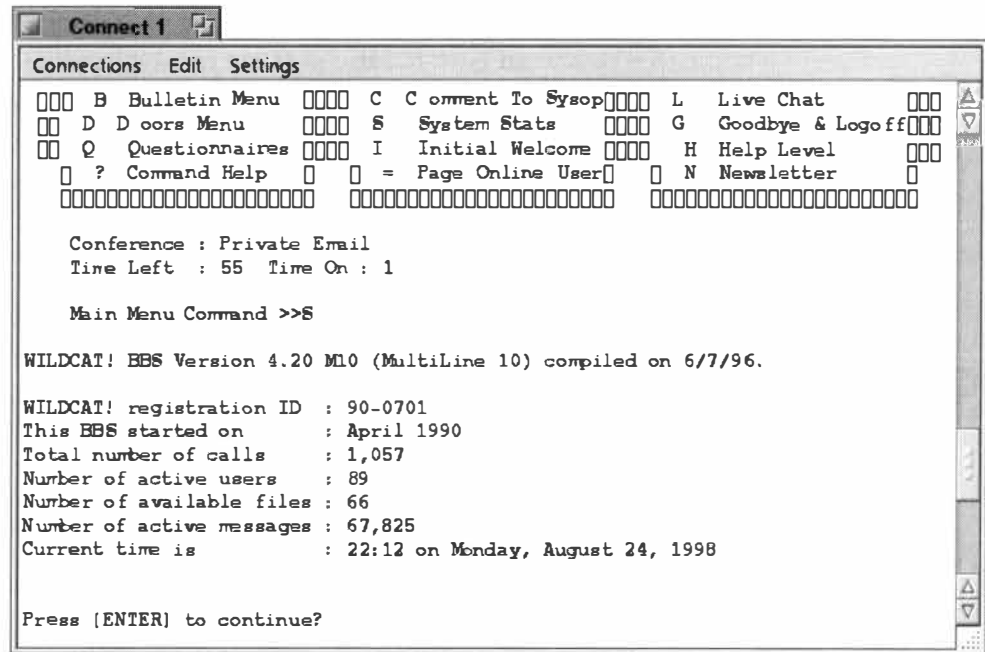 Connect 1
Connections Edit Settings
B Bulletin Menu C C omment To Sysop L Live Chat
D D oors Menu S System Stats G Goodbye & Logoff
Q Questionnaires I Initial Welcome H Help Level
? Command Help = Page Online User N Newsletter
Conference : Private Email
Time Left : 55 Time On : 1
Main Menu Command >>S
WILDCAT! BBS Version 4.20 M10 (MultiLine 10) compiled on 6/7/96.
WILDCAT! registration ID : 90-0701
This BBS started on : April 1990
Total number of calls : 1,057
Number of active users : 89
Number of available files : 66
Number of active messages : 67,825
Current time is : 22:12 on Monday, August 24, 1998
Press [ENTER] to continue?